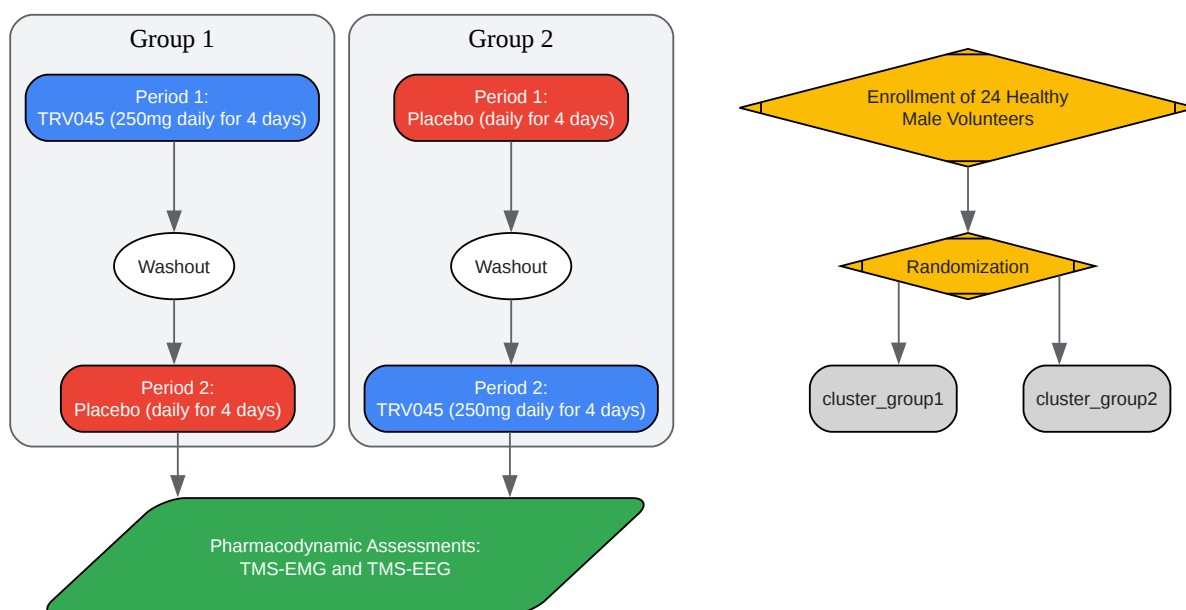 Group 1
Period 1:
TRV045 (250mg daily for 4 days)
Washout
Period 2:
Placebo (daily for 4 days)
Group 2
Period 1:
Placebo (daily for 4 days)
Washout
Period 2:
TRV045 (250mg daily for 4 days)
Pharmacodynamic Assessments:
TMS-EMG and TMS-EEG
Enrollment of 24 Healthy
Male Volunteers
Randomization
cluster_group1
cluster_group2